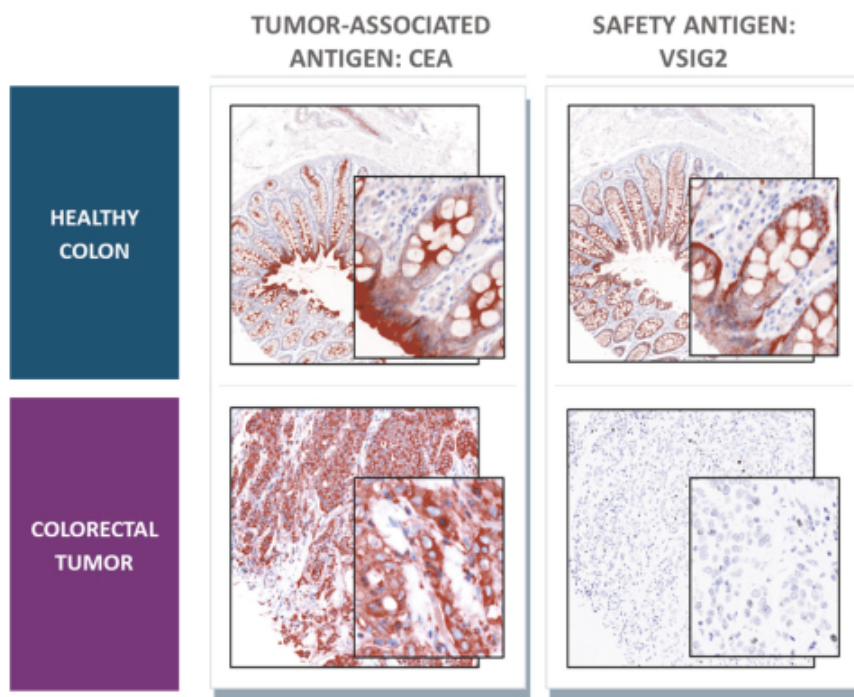 TUMOR-ASSOCIATED
ANTIGEN: CEA
SAFETY ANTIGEN:
VSIG2
HEALTHY
COLON
COLORECTAL
TUMOR